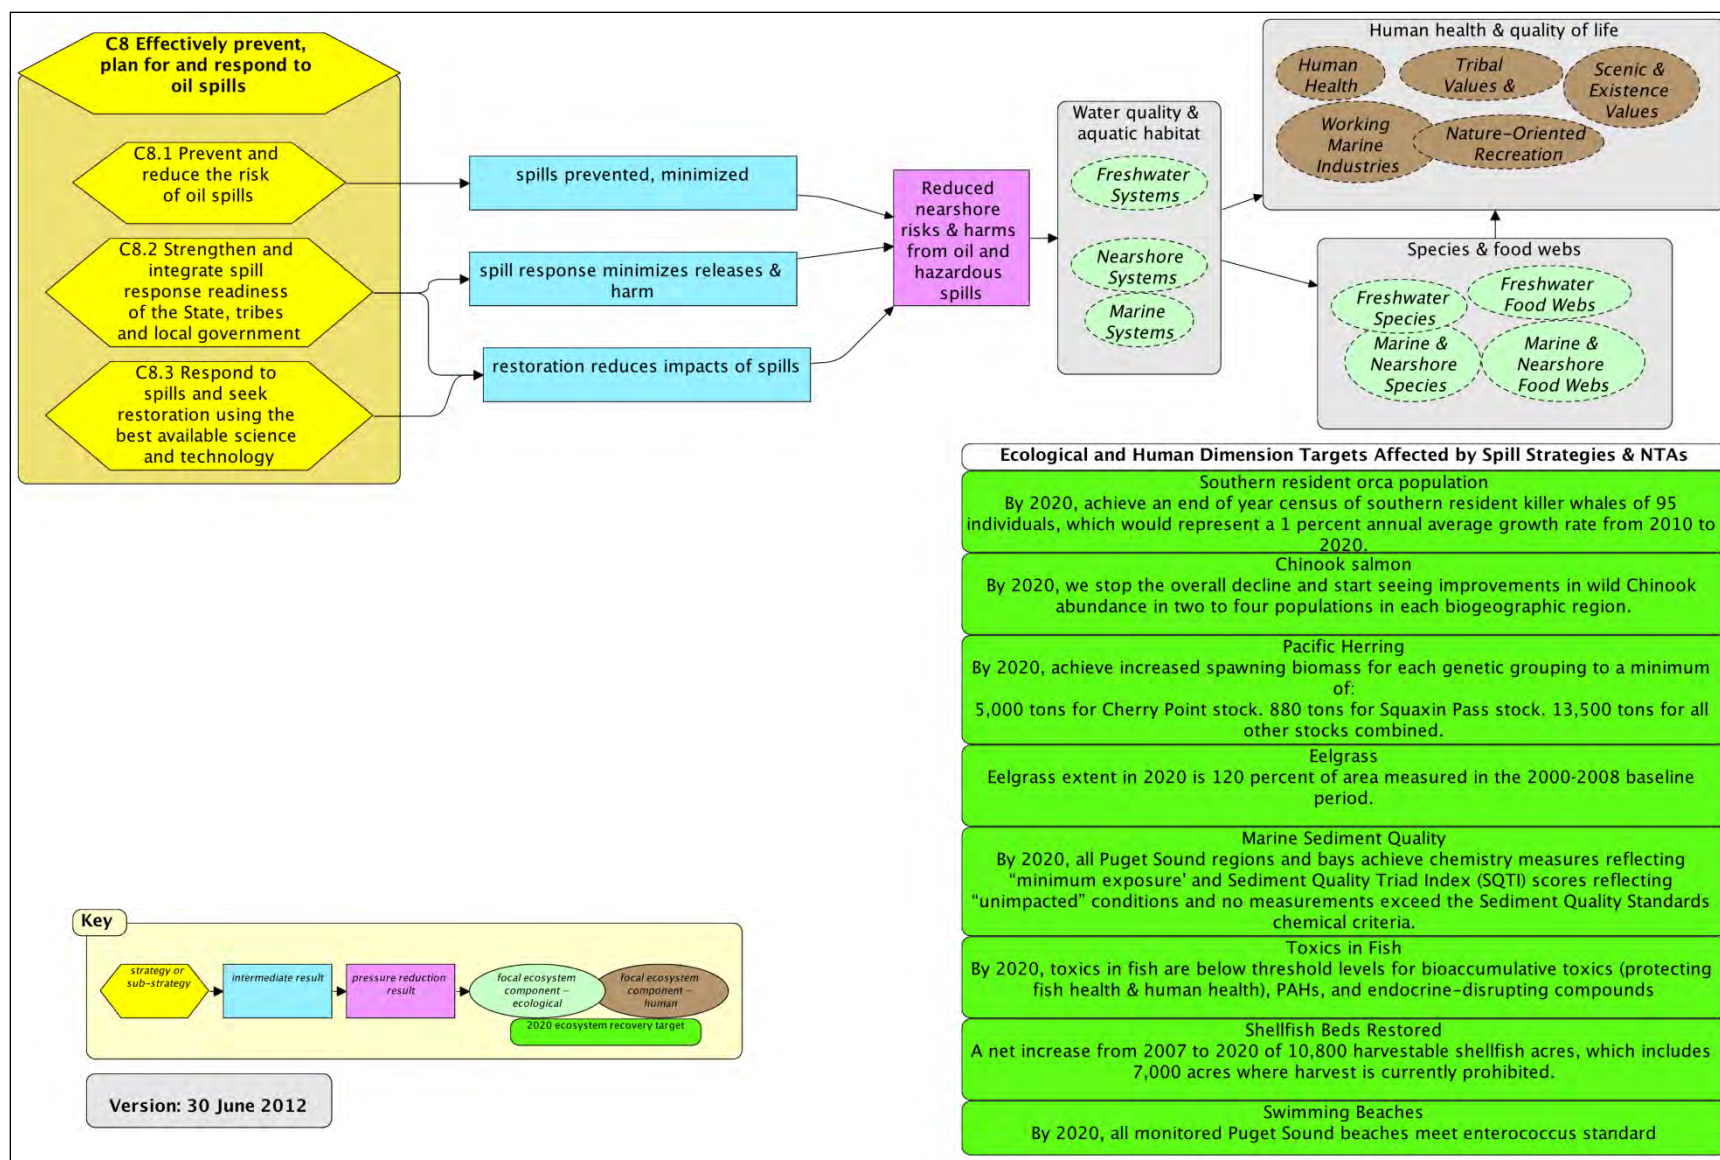 C8 Effectively prevent,
plan for and respond to
oil spills
C8.1 Prevent and
reduce the risk
of oil spills
C8.2 Strengthen and
integrate spill
response readiness
of the State, tribes
and local government
C8.3 Respond to
spills and seek
restoration using the
best available science
and technology
spills prevented, minimized
spill response minimizes releases &
harm
restoration reduces impacts of spills
Reduced
nearshore
risks & harms
from oil and
hazardous
spills
Water quality &
aquatic habitat
Freshwater
Systems
Nearshore
Systems
Marine
Systems
Human health & quality of life
Human
Health
Tribal
Values &
Scenic &
Existence
Values
Working
Marine
Industries
Nature-Oriented
Recreation
Species & food webs
Freshwater
Species
Freshwater
Food Webs
Marine &
Nearshore
Species
Marine &
Nearshore
Food Webs
Ecological and Human Dimension Targets Affected by Spill Strategies & NTAs
Southern resident orca population
By 2020, achieve an end of year census of southern resident killer whales of 95
individuals, which would represent a 1 percent annual average growth rate from 2010 to
2020.
Chinook salmon
By 2020, we stop the overall decline and start seeing improvements in wild Chinook
abundance in two to four populations in each biogeographic region.
Pacific Herring
By 2020, achieve increased spawning biomass for each genetic grouping to a minimum
of:
5,000 tons for Cherry Point stock. 880 tons for Squaxin Pass stock. 13,500 tons for all
other stocks combined.
Eelgrass
Eelgrass extent in 2020 is 120 percent of area measured in the 2000-2008 baseline
period.
Marine Sediment Quality
By 2020, all Puget Sound regions and bays achieve chemistry measures reflecting
“minimum exposure' and Sediment Quality Triad Index (SQTI) scores reflecting
“unimpacted” conditions and no measurements exceed the Sediment Quality Standards
chemical criteria.
Toxics in Fish
By 2020, toxics in fish are below threshold levels for bioaccumulative toxics (protecting
fish health & human health), PAHs, and endocrine-disrupting compounds
Shellfish Beds Restored
A net increase from 2007 to 2020 of 10,800 harvestable shellfish acres, which includes
7,000 acres where harvest is currently prohibited.
Swimming Beaches
By 2020, all monitored Puget Sound beaches meet enterococcus standard
Key
strategy or
sub-strategy
intermediate result
pressure reduction
result
focal ecosystem
component –
ecological
focal ecosystem
component –
human
2020 ecosystem recovery target
Version: 30 June 2012